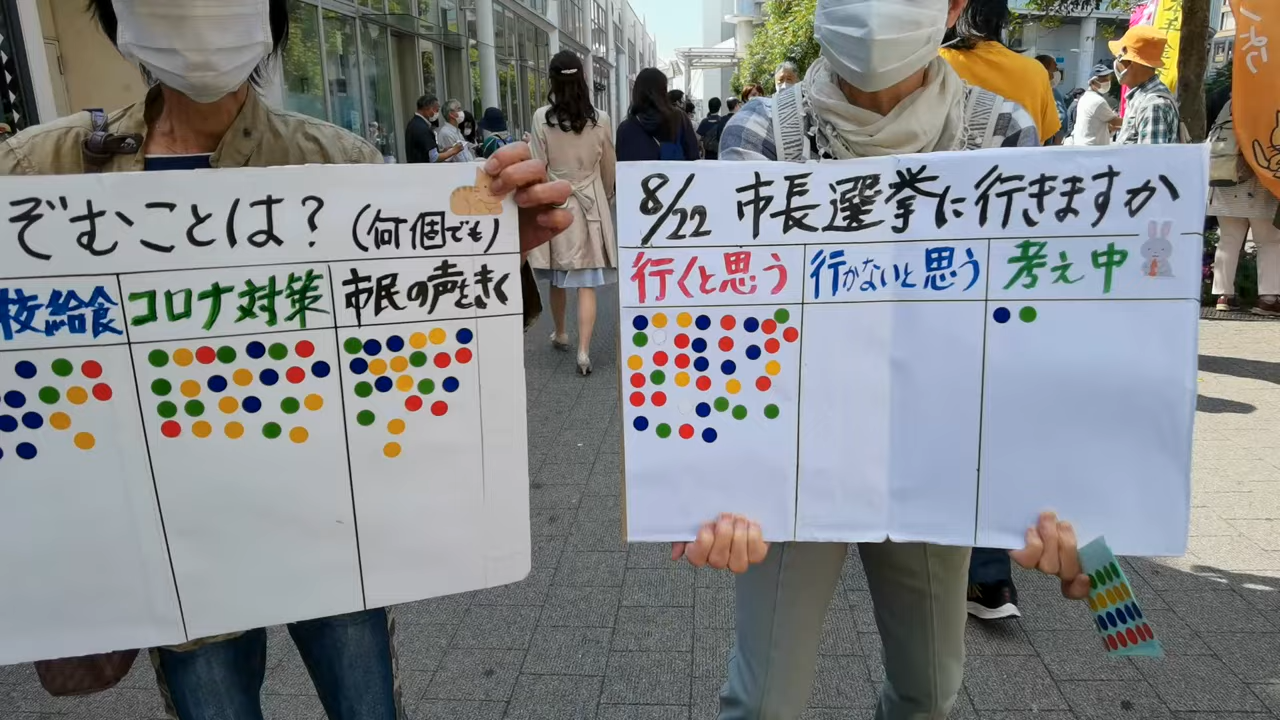 ぞむことは？(何個でも)
校給食
コロナ対策
市民の声をきく
8/22 市長選挙に行きますか
行くと思う
行かないと思う
考え中